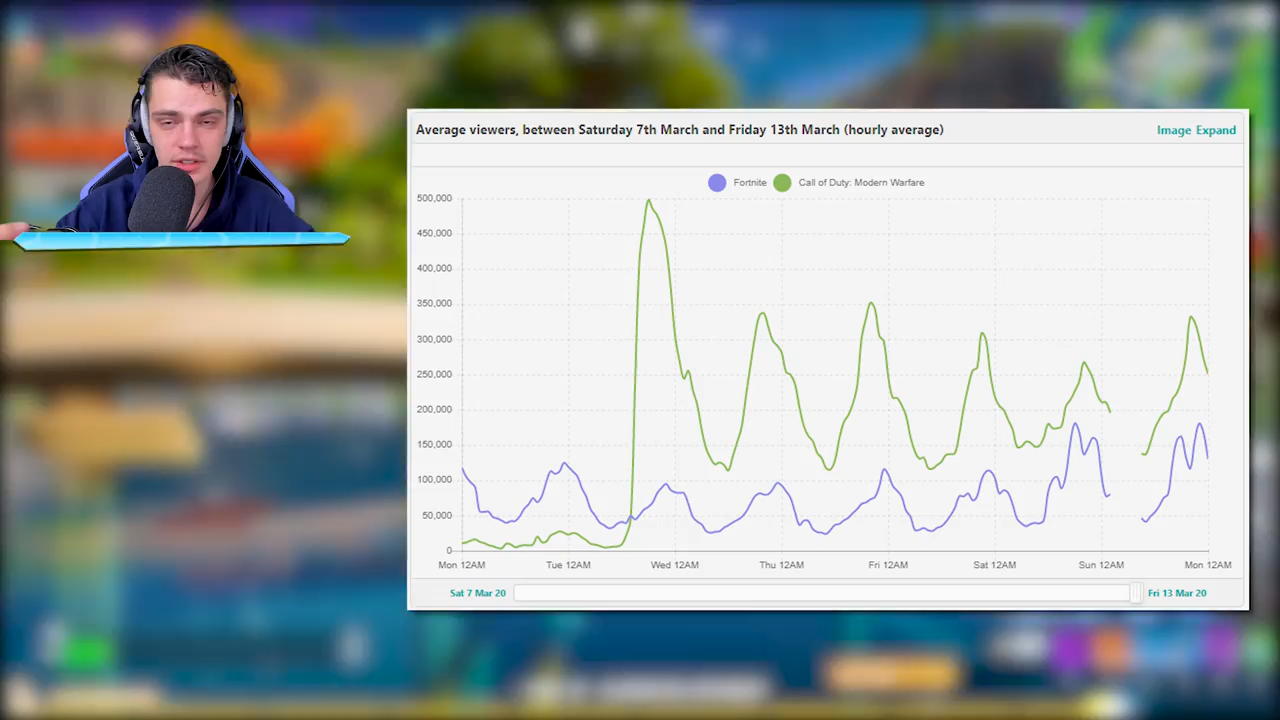 Average viewers, between Saturday 7th March and Friday 13th March (hourly average)
Image Expand
Fortnite Call of Duty: Modern Warfare
500,000
450,000
400,000
350,000
300,000
250,000
200,000
150,000
100,000
50,000
0
Mon 12AM Tue 12AM Wed 12AM Thu 12AM Fri 12AM Sat 12AM Sun 12AM Mon 12AM
Sat 7 Mar 20 Fri 13 Mar 20